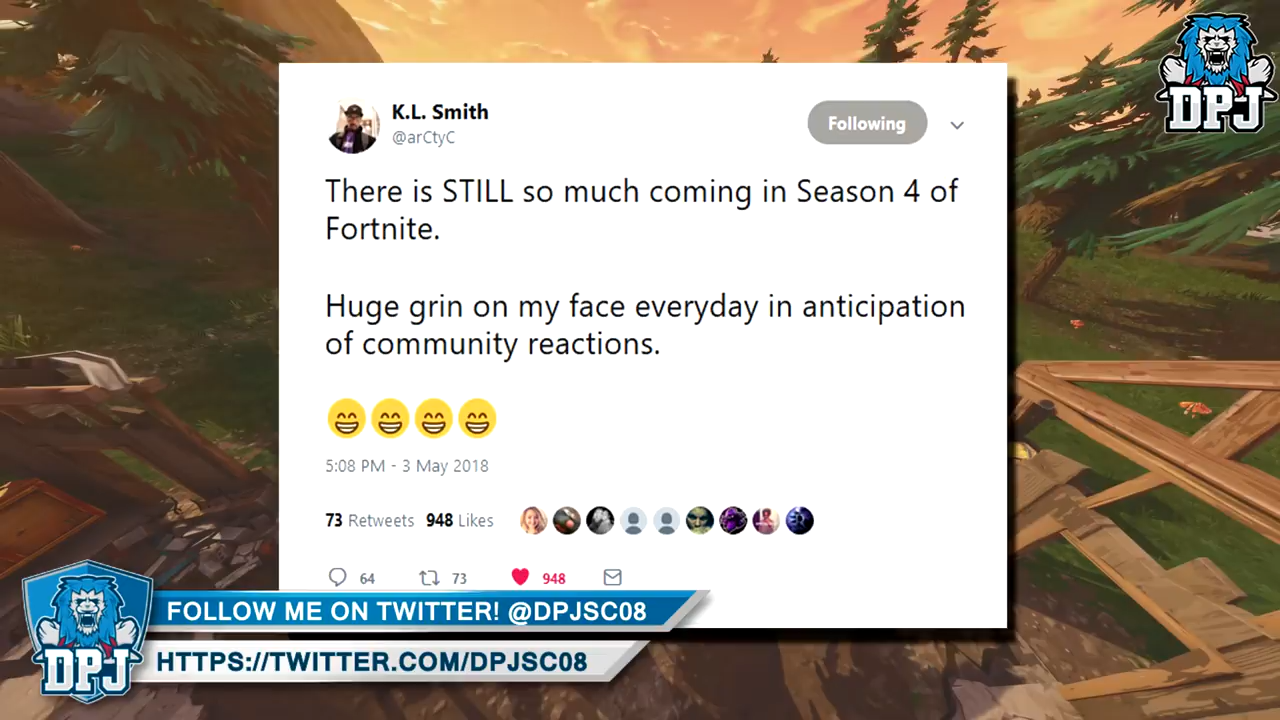 K.L. Smith
@arCtyC
Following
DPJ
There is STILL so much coming in Season 4 of
Fortnite.
Huge grin on my face everyday in anticipation
of community reactions.
😁😁😁😁
5:08 PM - 3 May 2018
73 Retweets 948 Likes
64 73 948
FOLLOW ME ON TWITTER! @DPJSC08
DPJ
HTTPS://TWITTER.COM/DPJSC08